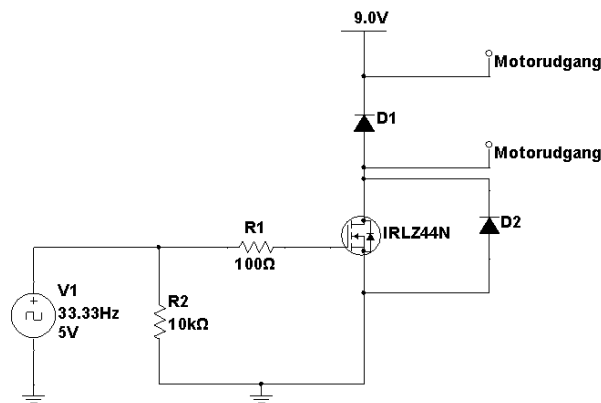 9.0V
Motorudgang
D1
Motorudgang
R1
100Ω
IRLZ44N
D2
V1
33.33Hz
5V
R2
10kΩ